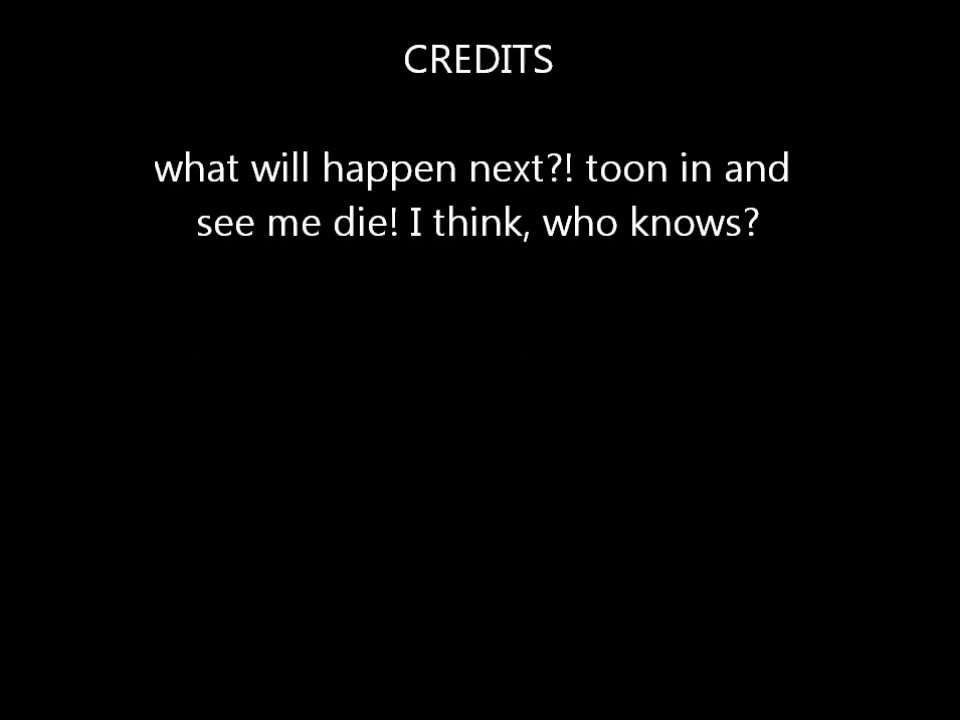 CREDITS
what will happen next?! toon in and
see me die! I think, who knows?